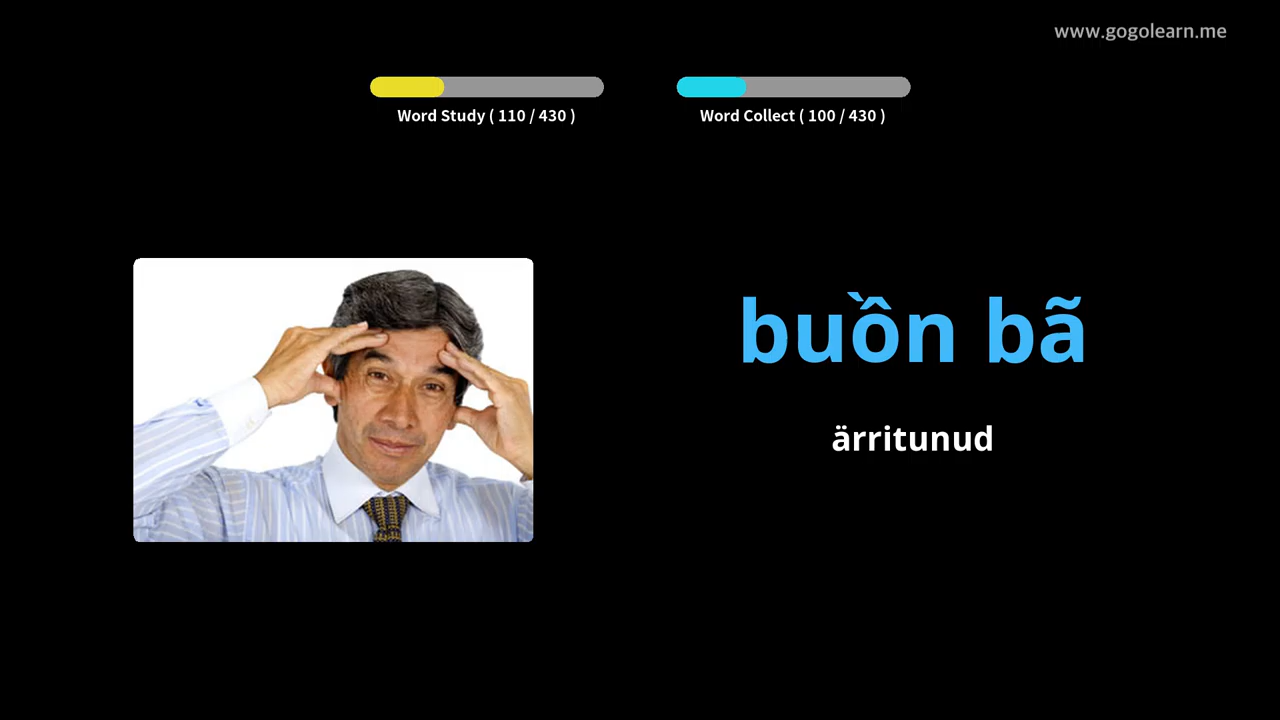 www.gogolearn.me
Word Study ( 110 / 430 )
Word Collect ( 100 / 430 )
buồn bã
ärritunud